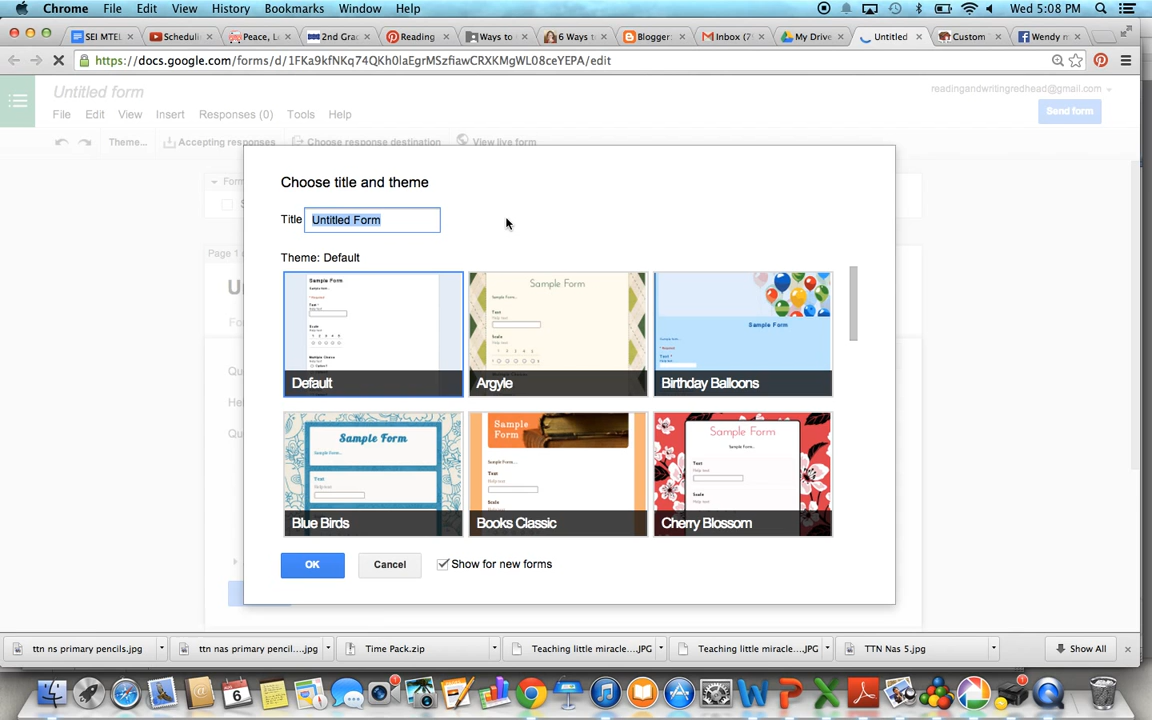 Chrome File Edit View History Bookmarks Window Help Wed 5:08 PM
SEI MTEL Scheduli Peace, L 2nd Grad Reading Ways to 6 Ways t Blogger: Inbox (7 My Drive Untitled Custom Wendy m
https://docs.google.com/forms/d/1FKa9kfNKq74QKh0laEgrMSzfiawCRXKMgWL08ceYEPA/edit
Untitled form
readingandwritingredhead@gmail.com
File Edit View Insert Responses (0) Tools Help
Send form
Theme... Accepting responses Choose response destination View live form
Form
Page 1
Choose title and theme
Title Untitled Form
Theme: Default
Sample Form
Default
Sample Form
Argyle
Sample Form
Birthday Balloons
Sample Form
Blue Birds
Sample Form
Books Classic
Sample Form
Cherry Blossom
OK Cancel Show for new forms
ttn ns primary pencils.jpg ttn nas primary pencil....jpg Time Pack.zip Teaching little miracle....JPG Teaching little miracle....JPG TTN Nas 5.jpg Show All